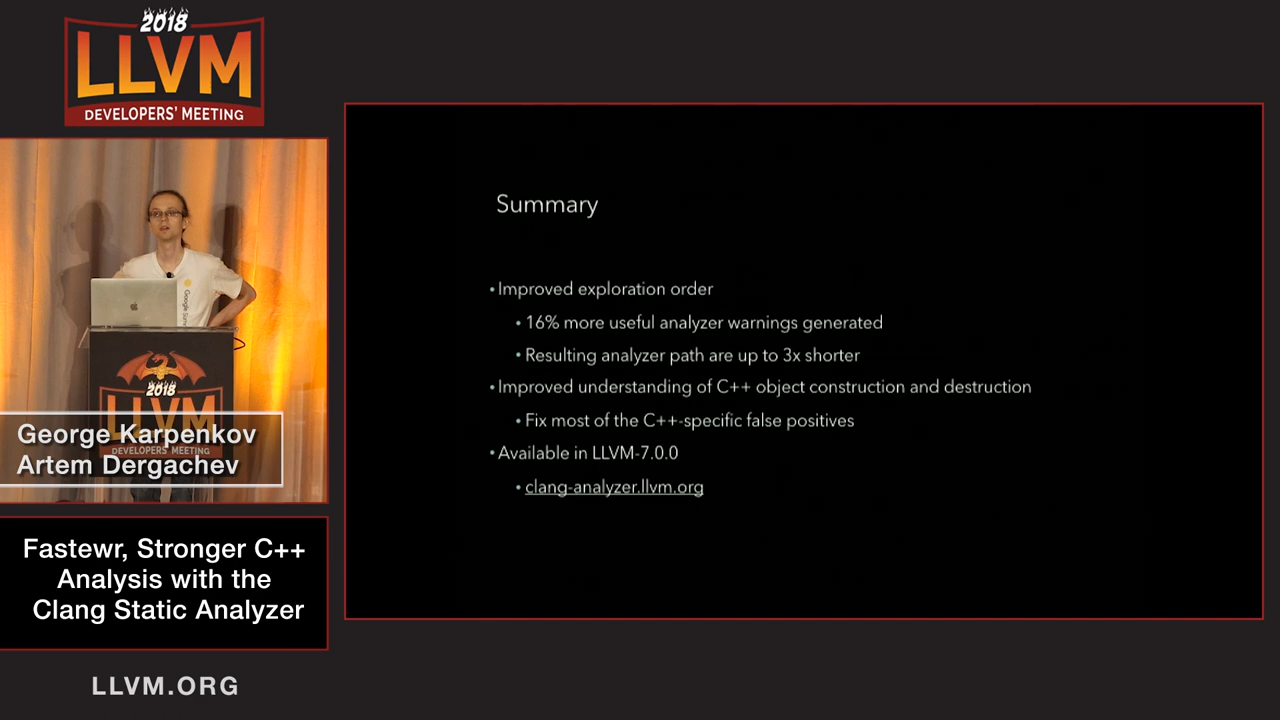 2018
LLVM
DEVELOPERS' MEETING
2018
LLVM
DEVELOPERS' MEETING
George Karpenkov
Artem Dergachev
Fastewr, Stronger C++
Analysis with the
Clang Static Analyzer
LLVM.ORG
Summary
•Improved exploration order
•16% more useful analyzer warnings generated
•Resulting analyzer path are up to 3x shorter
•Improved understanding of C++ object construction and destruction
•Fix most of the C++-specific false positives
•Available in LLVM-7.0.0
•clang-analyzer.llvm.org